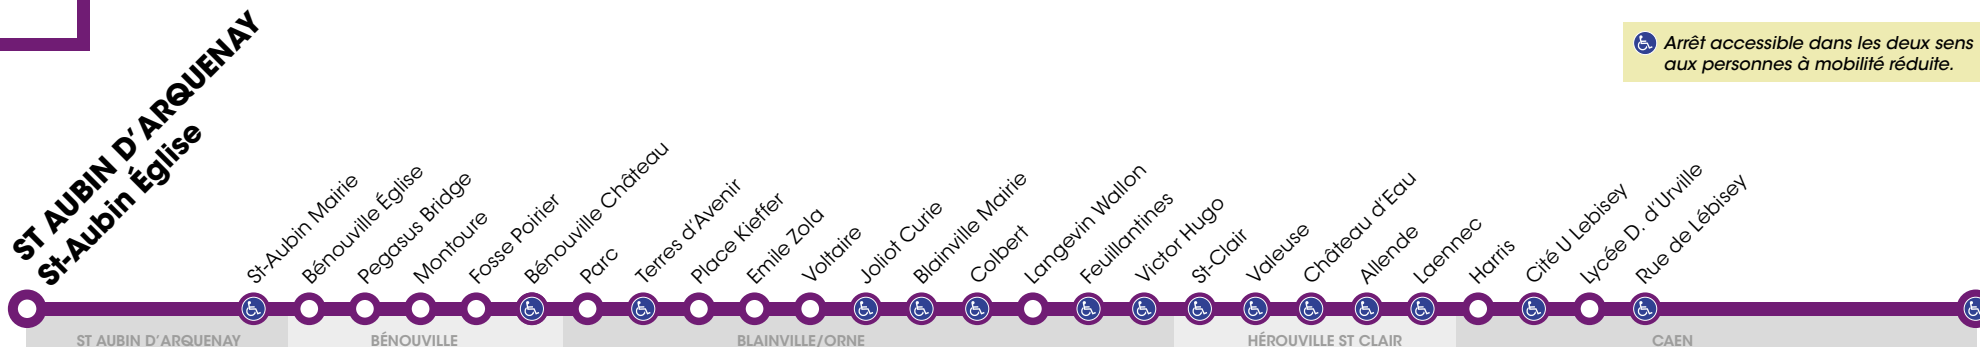 Arrêt accessible dans les deux sens
aux personnes à mobilité réduite.
ST AUBIN D'ARQUENAY
St-Aubin Église
St-Aubin Mairie
Bénouville Église
Pegasus Bridge
Montoure
Fosse Poirier
Bénouville Château
Parc
Terres d'Avenir
Place Kieffer
Emile Zola
Voltaire
Joliot Curie
Blainville Mairie
Colbert
Langevin Wallon
Feuillantines
Victor Hugo
St-Clair
Valeuse
Château d'Eau
Allende
Laennec
Harris
Cité U Lebisey
Lycée D. d'Urville
Rue de Lébisey
ST AUBIN D'ARQUENAY
BÉNOUVILLE
BLAINVILLE/ORNE
HÉROUVILLE ST CLAIR
CAEN